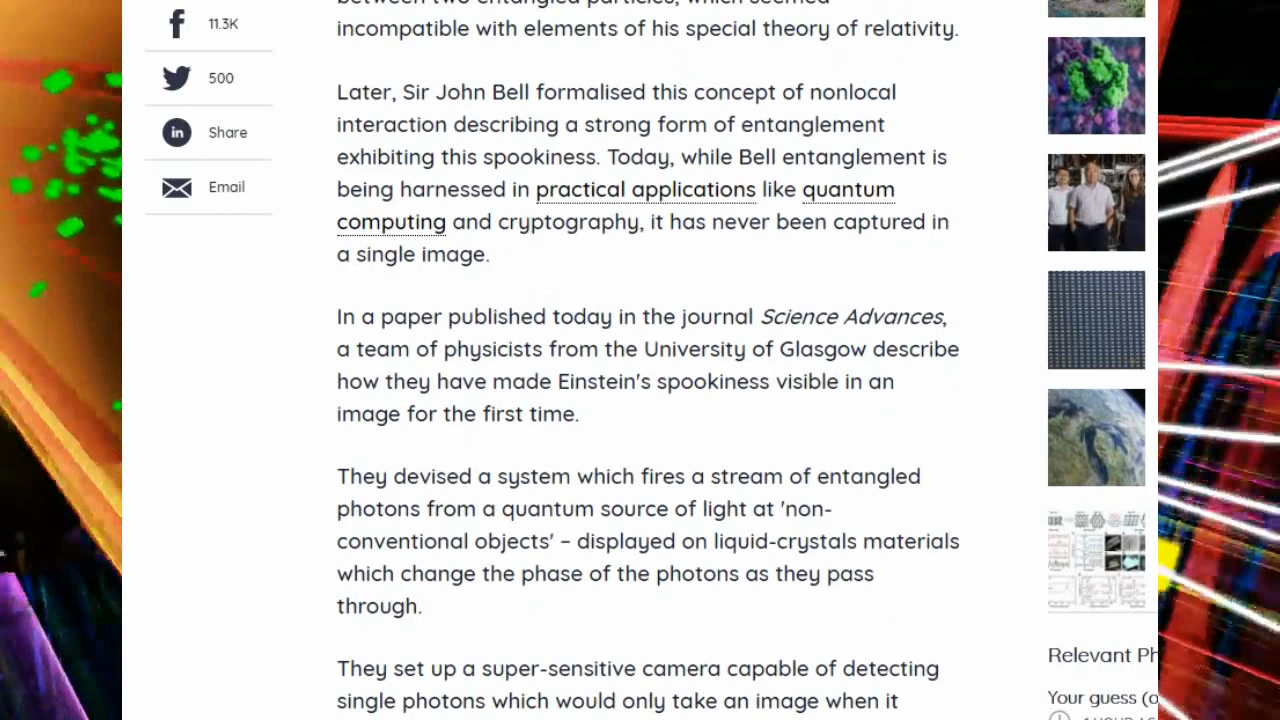 11.3K
500
Share
Email
between two entangled particles, which seemed
incompatible with elements of his special theory of relativity.
Later, Sir John Bell formalised this concept of nonlocal
interaction describing a strong form of entanglement
exhibiting this spookiness. Today, while Bell entanglement is
being harnessed in practical applications like quantum
computing and cryptography, it has never been captured in
a single image.
In a paper published today in the journal Science Advances,
a team of physicists from the University of Glasgow describe
how they have made Einstein's spookiness visible in an
image for the first time.
They devised a system which fires a stream of entangled
photons from a quantum source of light at 'non-
conventional objects' – displayed on liquid-crystals materials
which change the phase of the photons as they pass
through.
They set up a super-sensitive camera capable of detecting
single photons which would only take an image when it
Relevant Ph
Your guess (o